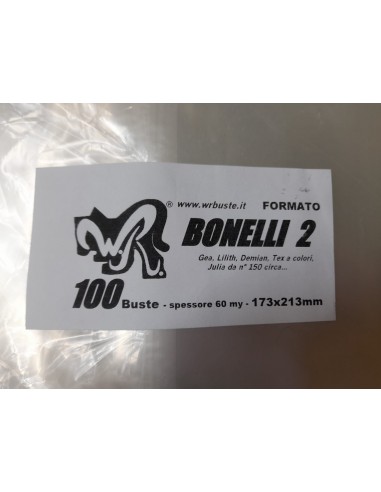 ® www.wrbuste.it FORMATO
W.R.
BONELLI 2
Gea, Lilith, Demian, Tex a colori,
Julia da n° 150 circa...
100 Buste - spessore 60 my - 173x213mm